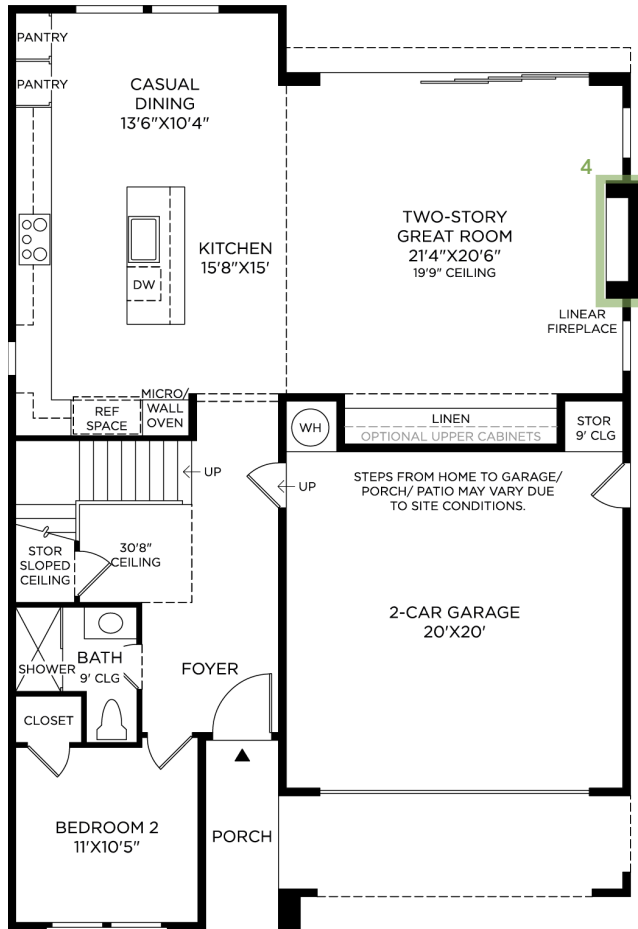 PANTRY
PANTRY
CASUAL
DINING
13'6"X10'4"
4
KITCHEN
15'8"X15'
DW
TWO-STORY
GREAT ROOM
21'4"X20'6"
19'9" CEILING
LINEAR
FIREPLACE
MICRO/
WALL
OVEN
REF
SPACE
WH
LINEN
OPTIONAL UPPER CABINETS
STOR
9' CLG
UP
UP
STEPS FROM HOME TO GARAGE/
PORCH/ PATIO MAY VARY DUE
TO SITE CONDITIONS.
STOR
SLOPED
CEILING
30'8"
CEILING
2-CAR GARAGE
20'X20'
SHOWER
BATH
9' CLG
FOYER
CLOSET
BEDROOM 2
11'X10'5"
PORCH